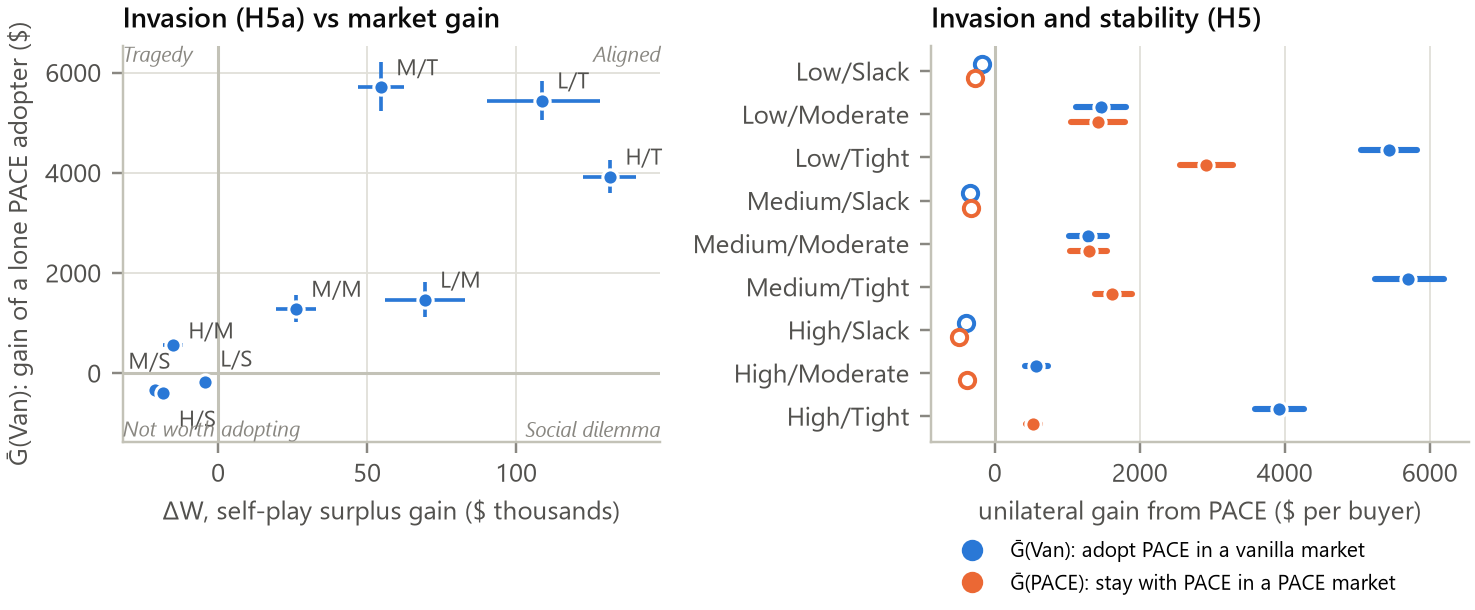 Invasion (H5a) vs market gain
Tragedy
Aligned
6000
4000
2000
0
M/T
L/T
H/T
M/M
L/M
H/M
M/S
L/S
H/S
Not worth adopting
Social dilemma
0
50
100
Ḡ(Van): gain of a lone PACE adopter ($)
ΔW, self-play surplus gain ($ thousands)
Invasion and stability (H5)
Low/Slack
Low/Moderate
Low/Tight
Medium/Slack
Medium/Moderate
Medium/Tight
High/Slack
High/Moderate
High/Tight
0
2000
4000
6000
unilateral gain from PACE ($ per buyer)
Ḡ(Van): adopt PACE in a vanilla market
Ḡ(PACE): stay with PACE in a PACE market